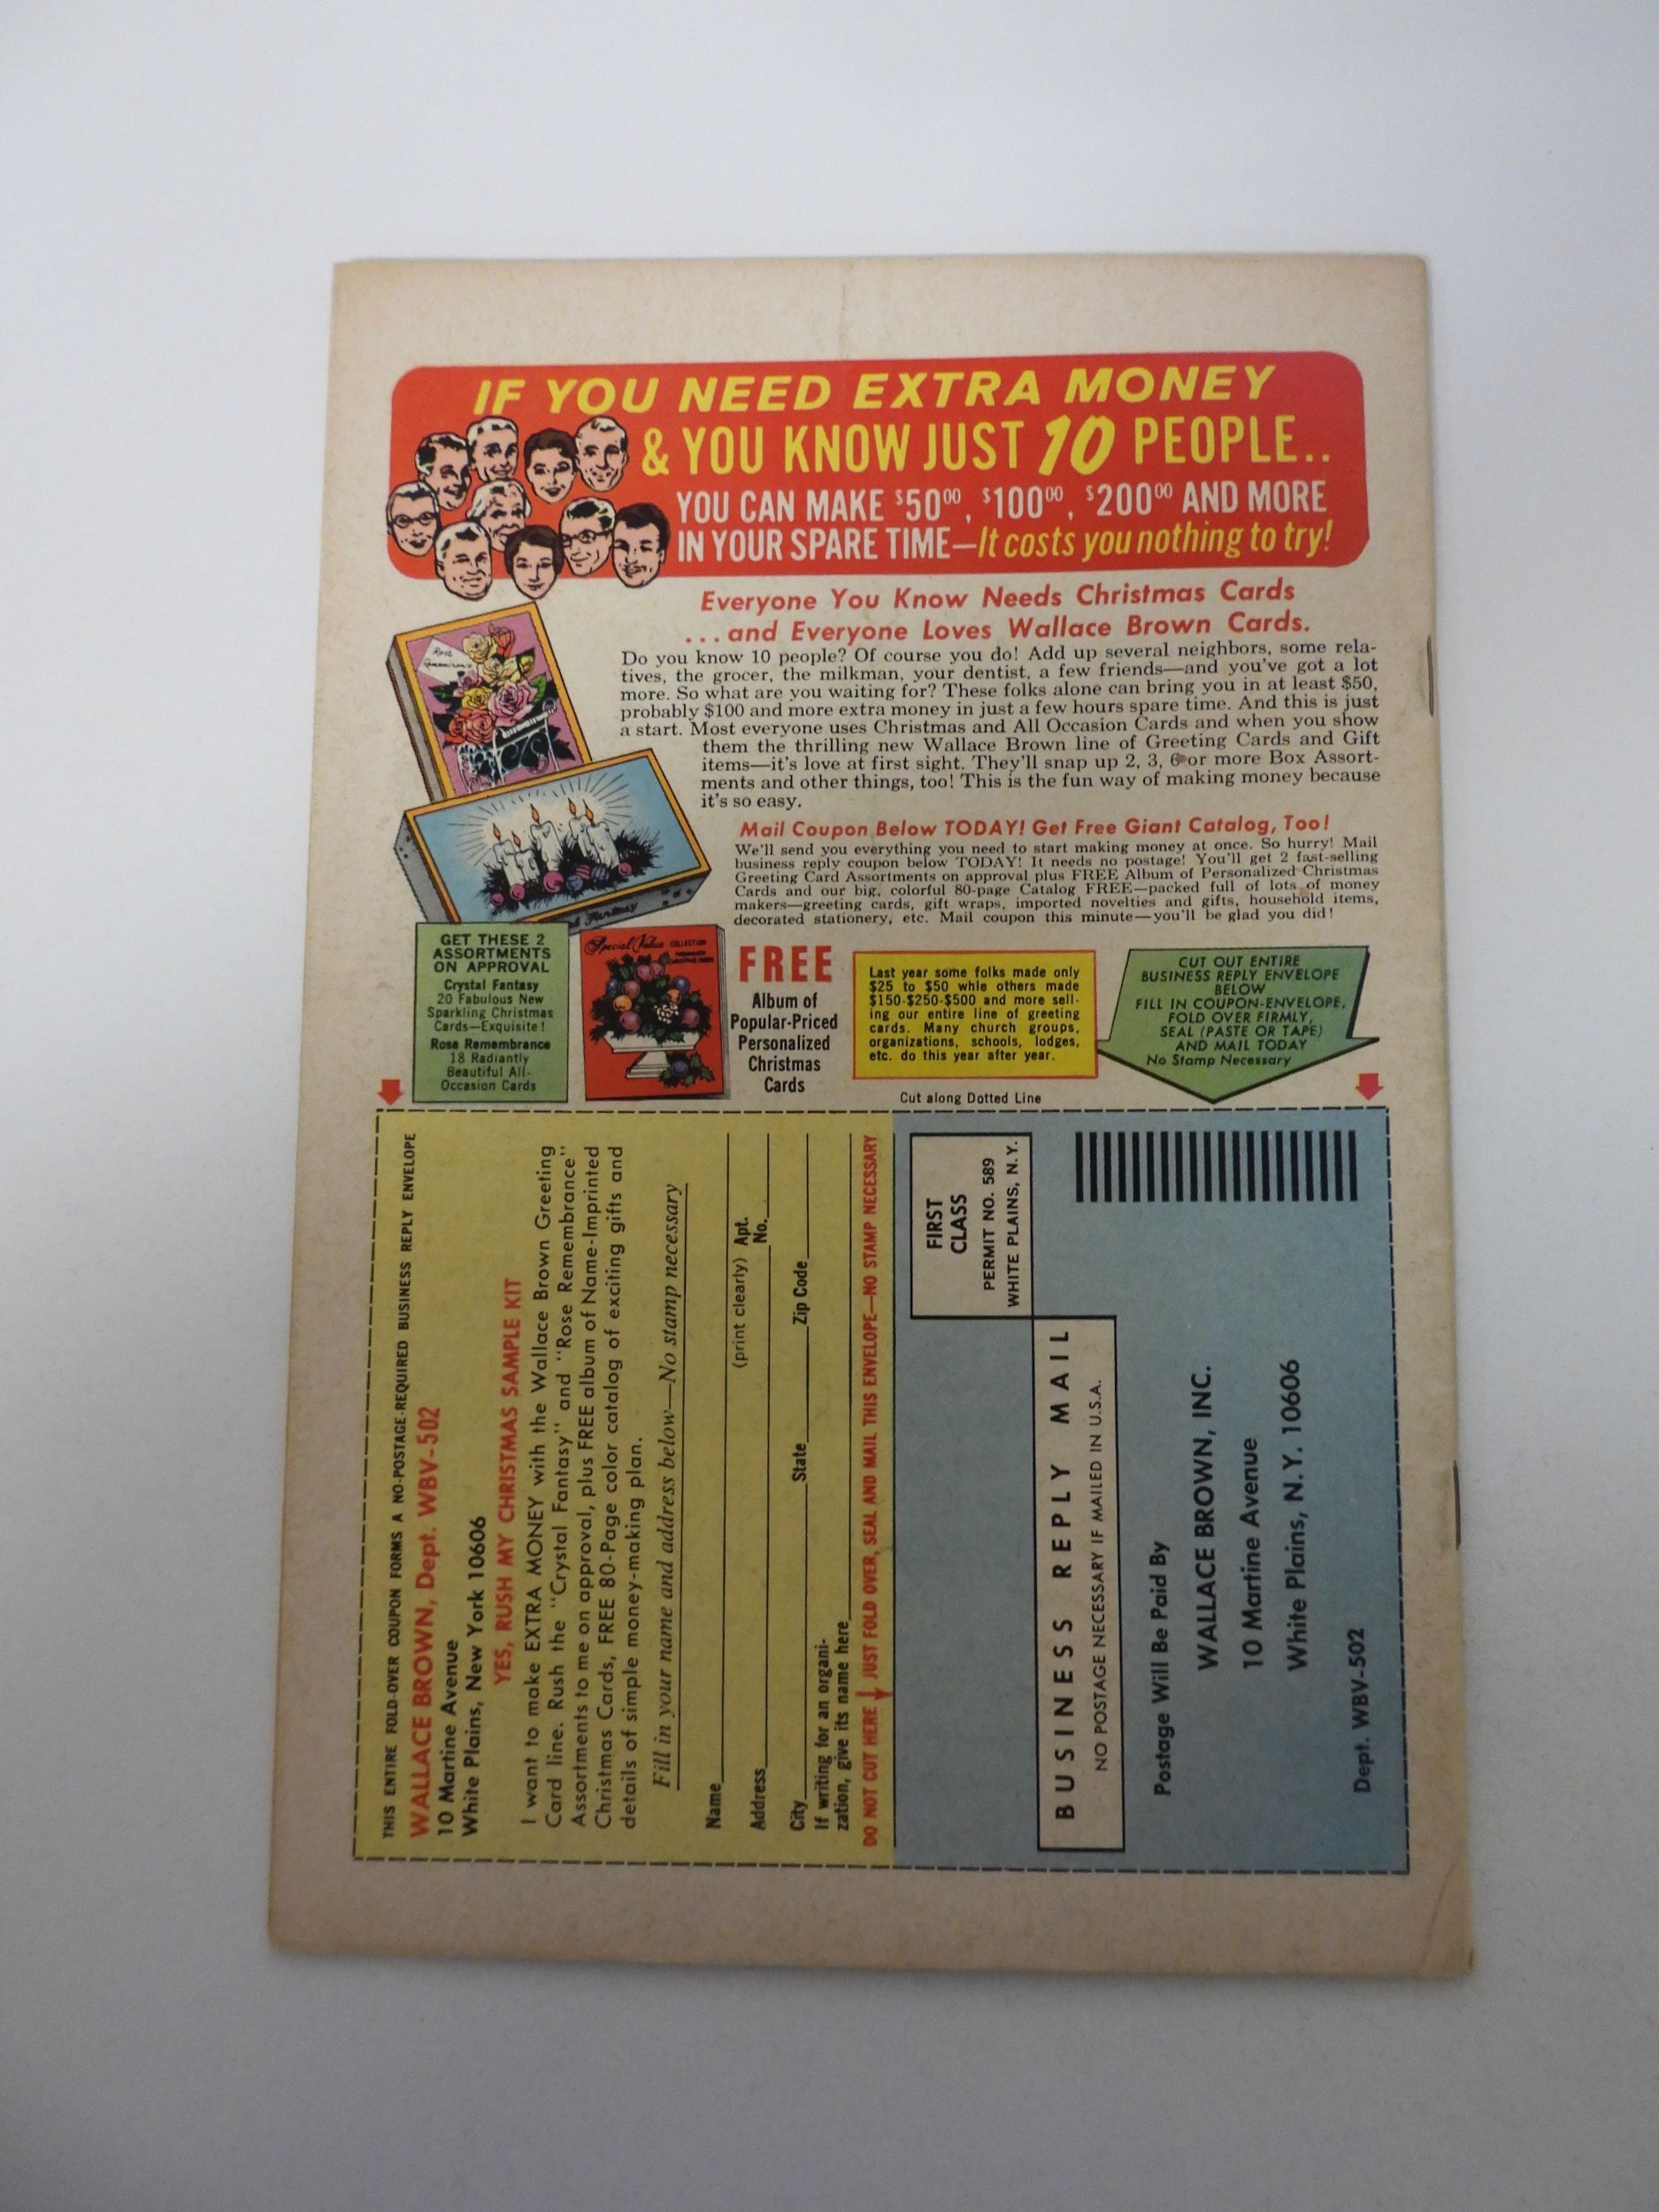 IF YOU NEED EXTRA MONEY
& YOU KNOW JUST 10 PEOPLE..
YOU CAN MAKE $5000, $10000, $20000 AND MORE
IN YOUR SPARE TIME—It costs you nothing to try!
Everyone You Know Needs Christmas Cards
...and Everyone Loves Wallace Brown Cards.
Do you know 10 people? Of course you do! Add up several neighbors, some rela-
tives, the grocer, the milkman, your dentist, a few friends—and you've got a lot
more. So what are you waiting for? These folks alone can bring you in at least $50,
probably $100 and more extra money in just a few hours spare time. And this is just
a start. Most everyone uses Christmas and All Occasion Cards and when you show
them the thrilling new Wallace Brown line of Greeting Cards and Gift
items—it's love at first sight. They'll snap up 2, 3, 6 or more Box Assort-
ments and other things, too! This is the fun way of making money because
it's so easy.
Rose
Remembrance
Fantasy
Mail Coupon Below TODAY! Get Free Giant Catalog, Too!
We'll send you everything you need to start making money at once. So hurry! Mail
business reply coupon below TODAY! It needs no postage! You'll get 2 fast-selling
Greeting Card Assortments on approval plus FREE Album of Personalized Christmas
Cards and our big, colorful 80-page Catalog FREE—packed full of lots of money
makers—greeting cards, gift wraps, imported novelties and gifts, household items,
decorated stationery, etc. Mail coupon this minute—you'll be glad you did!
GET THESE 2
ASSORTMENTS
ON APPROVAL
Crystal Fantasy
20 Fabulous New
Sparkling Christmas
Cards—Exquisite!
Rose Remembrance
18 Radiantly
Beautiful All-
Occasion Cards
Special Value COLLECTION
FREE
Album of
Popular-Priced
Personalized
Christmas
Cards
Last year some folks made only
$25 to $50 whle others made
$150-$250-$500 and more sell-
ing our entire line of greeting
cards. Many church groups,
organizations, schools, lodges,
etc. do this year after year.
CUT OUT ENTIRE
BUSINESS REPLY ENVELOPE
BELOW
FILL IN COUPON-ENVELOPE,
FOLD OVER FIRMLY,
SEAL (PASTE OR TAPE)
AND MAIL TODAY
No Stamp Necessary
Cut along Dotted Line
THIS ENTIRE FOLD-OVER COUPON FORMS A NO-POSTAGE-REQUIRED BUSINESS REPLY ENVELOPE
WALLACE BROWN, Dept. WBV-502
10 Martine Avenue
White Plains, New York 10606
YES, RUSH MY CHRISTMAS SAMPLE KIT
I want to make EXTRA MONEY with the Wallace Brown Greeting
Card line. Rush the "Crystal Fantasy" and "Rose Remembrance"
Assortments to me on approval, plus FREE album of Name-Imprinted
Christmas Cards, FREE 80-Page color catalog of exciting gifts and
details of simple money-making plan.
Fill in your name and address below—No stamp necessary
Name
(print clearly)
Address Apt. No.
City State Zip Code
If writing for an organi-
zation, give its name here
DO NOT CUT HERE JUST FOLD OVER, SEAL AND MAIL THIS ENVELOPE—NO STAMP NECESSARY
FIRST
CLASS
PERMIT NO. 589
WHITE PLAINS, N.Y.
BUSINESS REPLY MAIL
NO POSTAGE NECESSARY IF MAILED IN U.S.A.
Postage Will Be Paid By
WALLACE BROWN, INC.
10 Martine Avenue
White Plains, N.Y. 10606
Dept. WBV-502